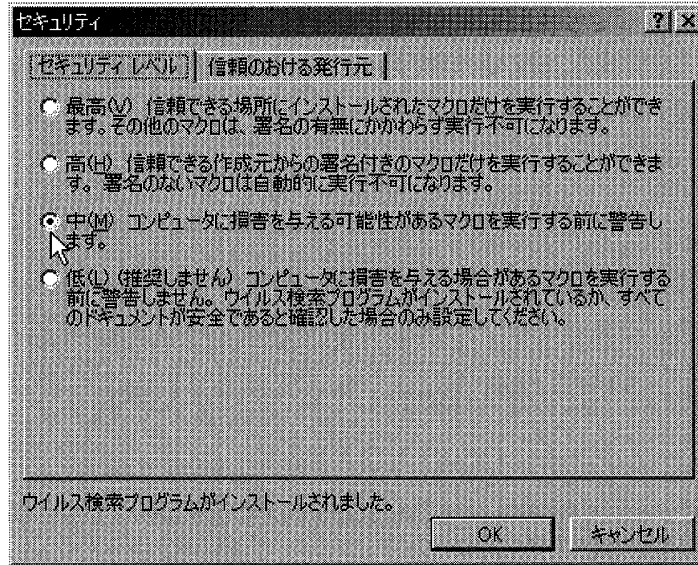 セキュリティ
セキュリティ レベル
信頼のおける発行元
最高(V) 信頼できる場所にインストールされたマクロだけを実行することができ
ます。その他のマクロは、署名の有無にかかわらず実行不可になります。
高(H) 信頼できる作成元からの署名付きのマクロだけを実行することができま
す。 署名のないマクロは自動的に実行不可になります。
中(M) コンピュータに損害を与える可能性があるマクロを実行する前に警告し
ます。
低(L) (推奨しません) コンピュータに損害を与える場合があるマクロを実行する
前に警告しません。ウイルス検索プログラムがインストールされているか、すべて
のドキュメントが安全であると確認した場合のみ設定してください。
ウイルス検索プログラムがインストールされました。
OK
キャンセル